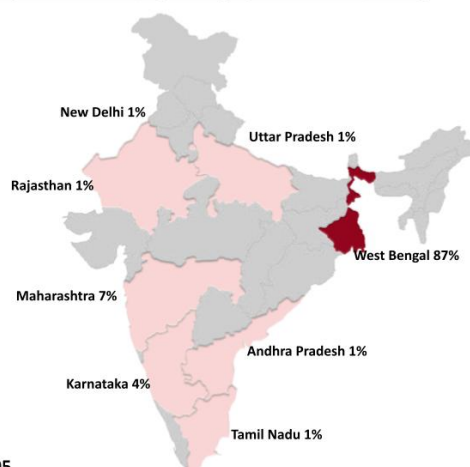 New Delhi 1%
Uttar Pradesh 1%
Rajasthan 1%
West Bengal 87%
Maharashtra 7%
Andhra Pradesh 1%
Karnataka 4%
Tamil Nadu 1%